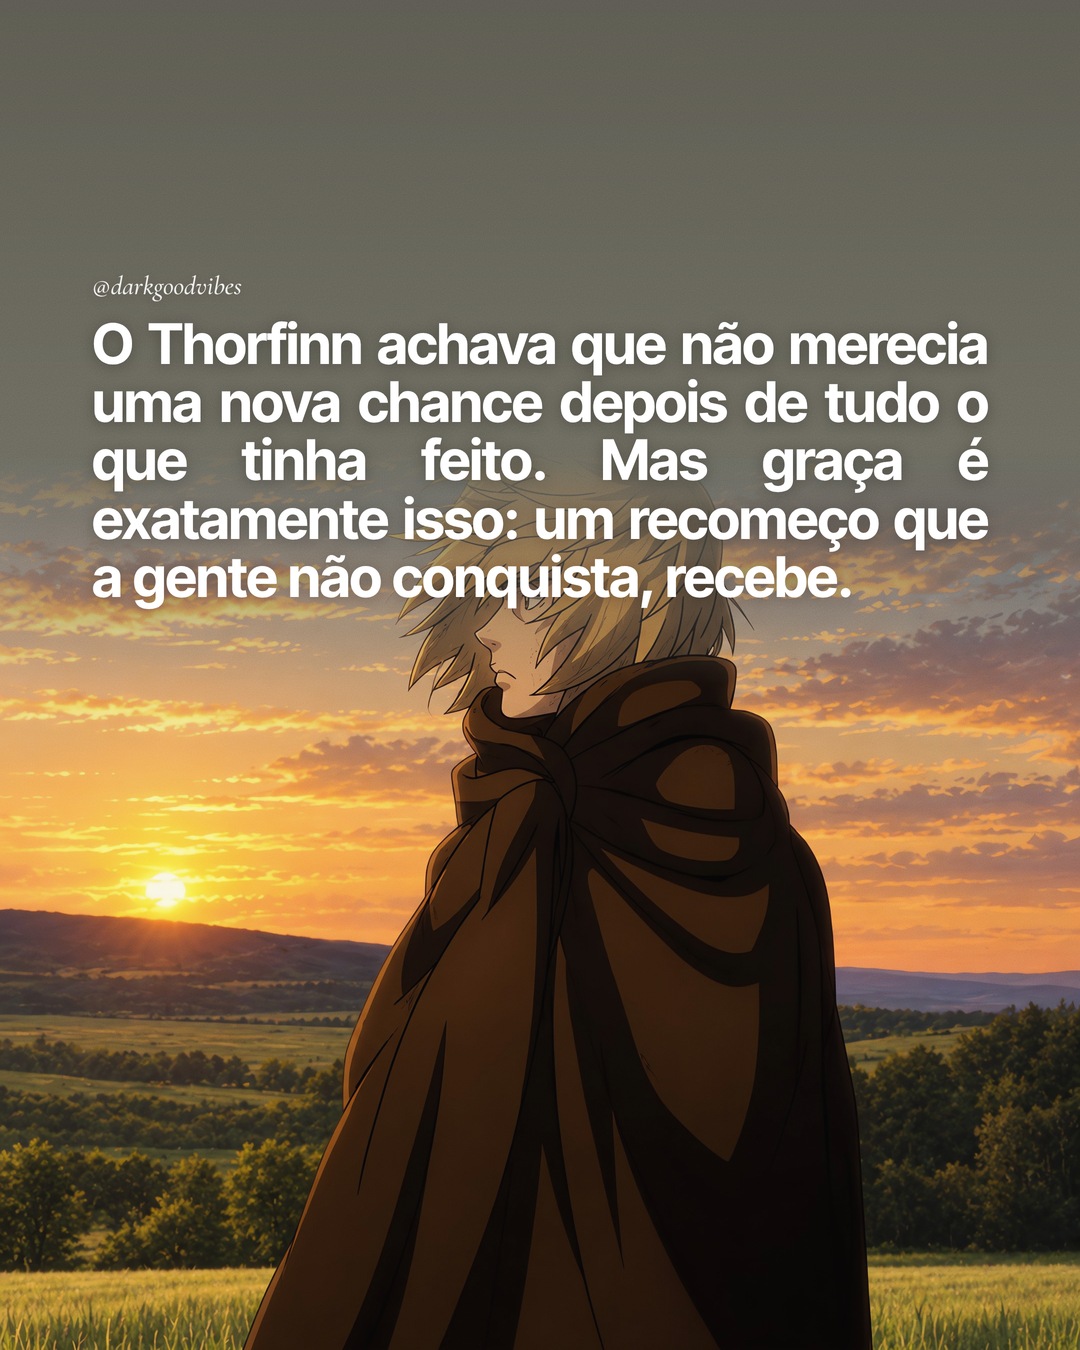 @darkgoodvibes
O Thorfinn achava que não merecia
uma nova chance depois de tudo o
que tinha feito. Mas graça é
exatamente isso: um recomeço que
a gente não conquista, recebe.